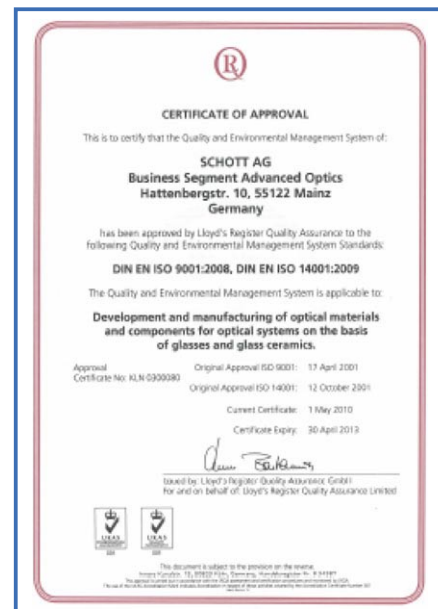 R
CERTIFICATE OF APPROVAL
This is to certify that the Quality and Environmental Management System of:
SCHOTT AG
Business Segment Advanced Optics
Hattenbergstr. 10, 55122 Mainz
Germany
has been approved by Lloyd's Register Quality Assurance to the
following Quality and Environmental Management System Standards:
DIN EN ISO 9001:2008, DIN EN ISO 14001:2009
The Quality and Environmental Management System is applicable to:
Development and manufacturing of optical materials
and components for optical systems on the basis
of glasses and glass ceramics.
Approval
Certificate No: KLN 0300080
Original Approval ISO 9001: 17 April 2001
Original Approval ISO 14001: 12 October 2001
Current Certificate: 1 May 2010
Certificate Expiry: 30 April 2013
Issued by: Lloyd's Register Quality Assurance GmbH
For and on behalf of: Lloyd's Register Quality Assurance Limited
UKAS UKAS
This document is subject to the provision on the reverse